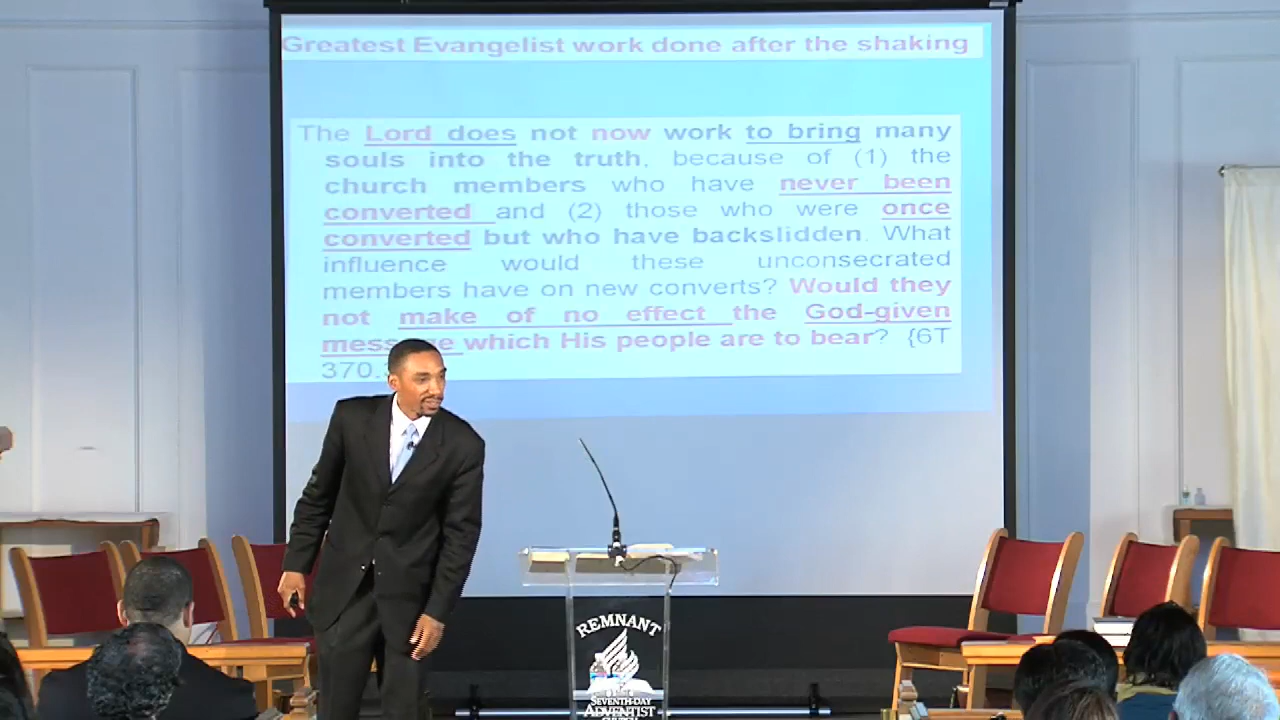 Greatest Evangelist work done after the shaking
The Lord does not now work to bring many
souls into the truth, because of (1) the
church members who have never been
converted and (2) those who were once
converted but who have backslidden. What
influence would these unconsecrated
members have on new converts? Would they
not make of no effect the God-given
message which His people are to bear? {6T
370.
REMNANT
SEVENTH-DAY
ADVENTIST
CHURCH